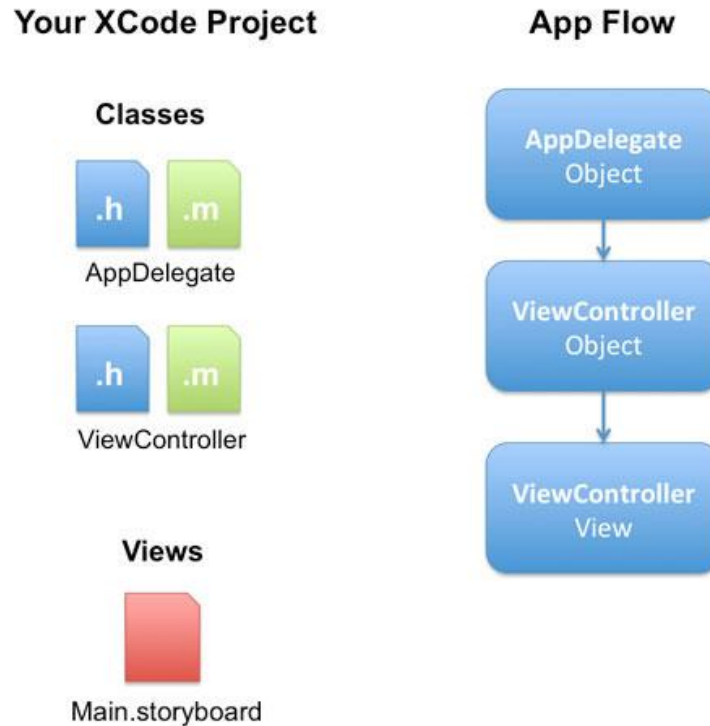 Your XCode Project
Classes
.h .m
AppDelegate
.h .m
ViewController
Views
Main.storyboard
App Flow
AppDelegate
Object
ViewController
Object
ViewController
View